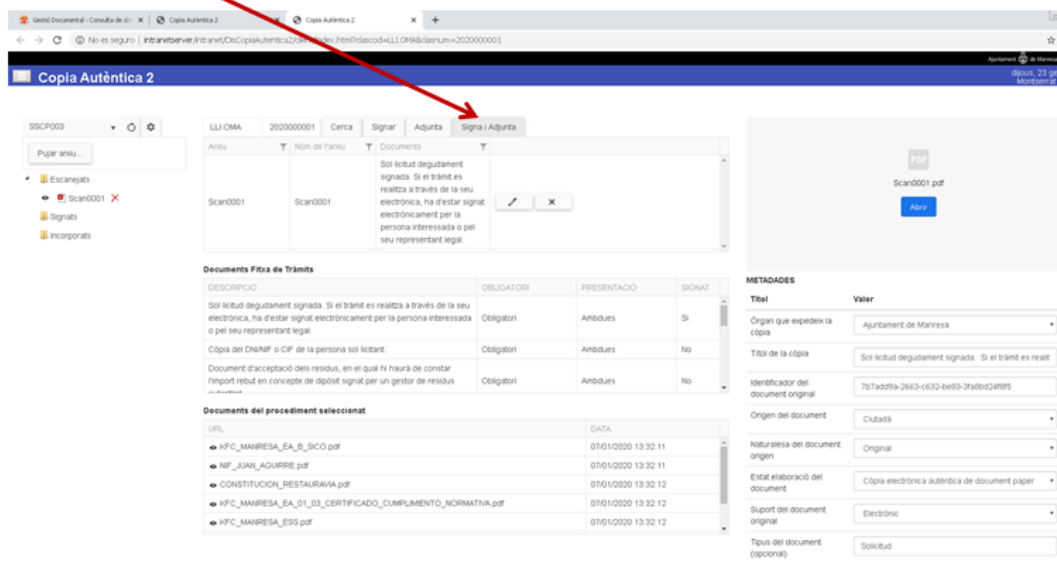 Gestió Documental - Consulta de do
Copia Autèntica 2
Copia Autèntica 2
No es seguro | intranetserver/intranet/DisCopiaAutentica2/client/index.html?dascod=LLI.OMA&dasnum=2020000001
Ajuntament de Manresa
Copia Autèntica 2
dijous, 23 ge
Montserrat
SSCP003
Pujar arxiu...
Escanejats
Scan0001
Signats
Incorporats
LLI.OMA 2020000001 Cerca Signar Adjunta Signa i Adjunta
Arxiu Nom de l'arxiu Documents
Scan0001 Scan0001
Sol·licitud degudament
signada. Si el tràmit es
realitza a través de la seu
electrònica, ha d'estar signat
electrònicament per la
persona interessada o pel
seu representant legal.
Documents Fitxa de Tràmits
DESCRIPCIO OBLIGATORI PRESENTACIO SIGNAT
Sol·licitud degudament signada. Si el tràmit es realitza a través de la seu
electrònica, ha d'estar signat electrònicament per la persona interessada
o pel seu representant legal.
Obligatori Ambdues Si
Còpia del DNI/NIF o CIF de la persona sol·licitant. Obligatori Ambdues No
Document d'acceptació dels residus, en el qual hi haurà de constar
l'import rebut en concepte de dipòsit signat per un gestor de residus
Obligatori Ambdues No
Documents del procediment seleccionat
URL DATA
KFC_MANRESA_EA_B_SICO.pdf 07/01/2020 13:32:11
NIF_JUAN_AGUIRRE.pdf 07/01/2020 13:32:11
CONSTITUCION_RESTAURAVIA.pdf 07/01/2020 13:32:12
KFC_MANRESA_EA_01_03_CERTIFICADO_CUMPLIMIENTO_NORMATIVA.pdf 07/01/2020 13:32:12
KFC_MANRESA_ESS.pdf 07/01/2020 13:32:12
PDF
Scan0001.pdf
Abrir
METADADES
Títol Valor
Òrgan que expedeix la
còpia
Ajuntament de Manresa
Títol de la còpia
Sol·licitud degudament signada. Si el tràmit es realit
Identificador del
document original
7b7add9a-2663-c632-be83-3fa8bd24f8f5
Origen del document
Ciutadà
Naturalesa del document
origen
Original
Estat elaboració del
document
Còpia electrònica autèntica de document paper
Suport del document
original
Electrònic
Tipus del document
(opcional)
Solicitud